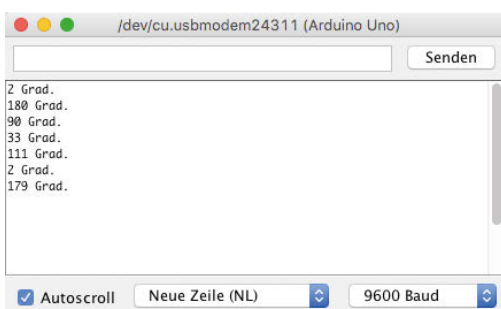 /dev/cu.usbmodem24311 (Arduino Uno)
Senden
2 Grad.
180 Grad.
90 Grad.
33 Grad.
111 Grad.
2 Grad.
179 Grad.
Autoscroll Neue Zeile (NL) 9600 Baud